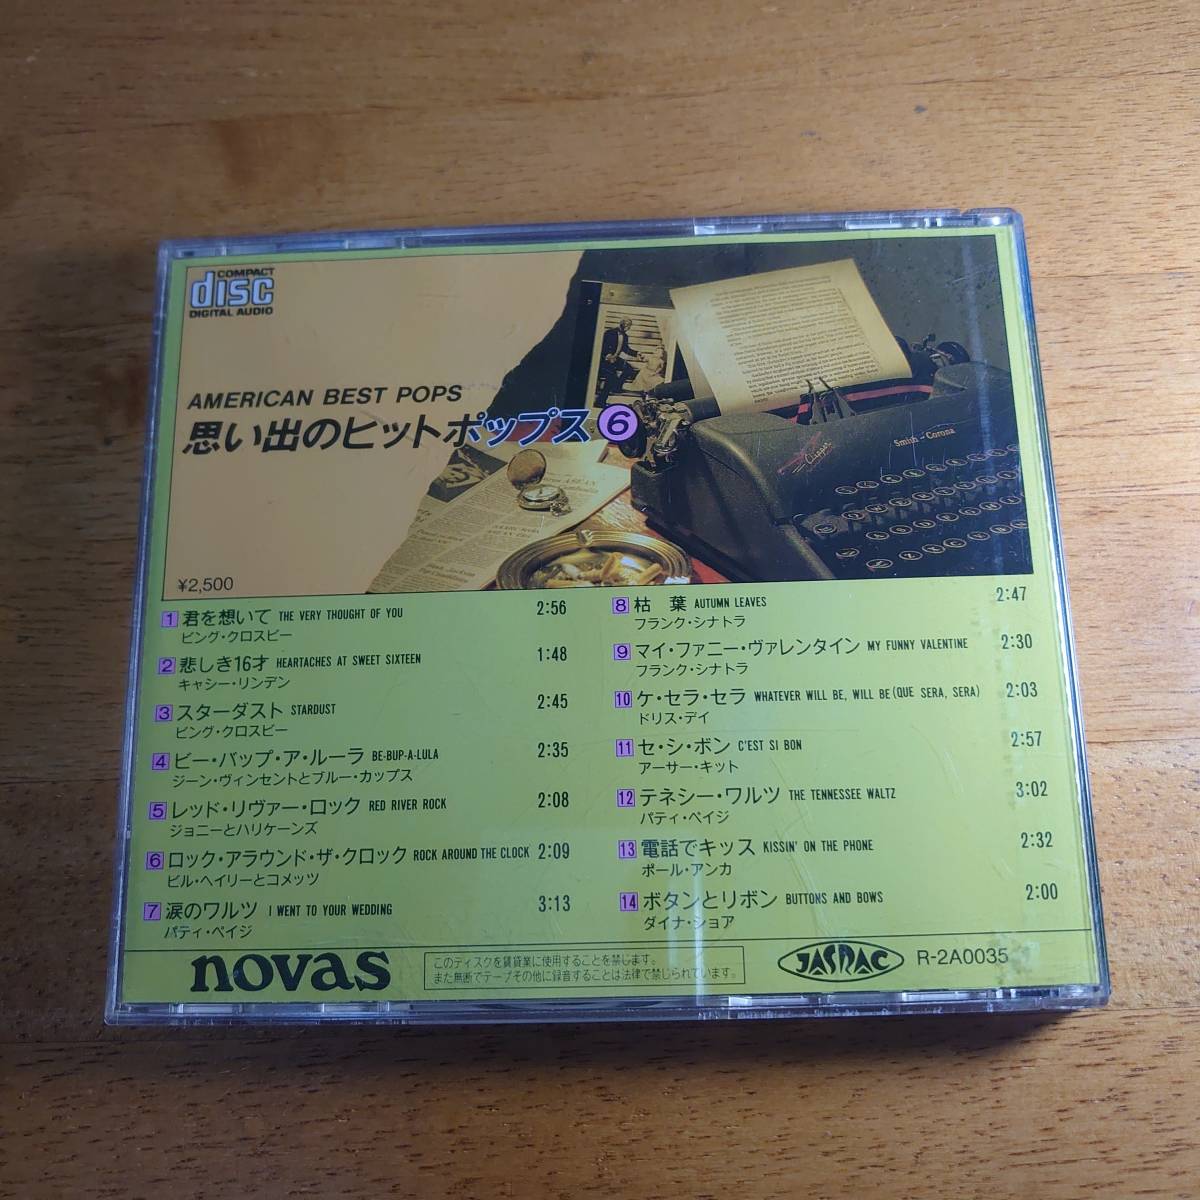 COMPACT
disc
DIGITAL AUDIO
AMERICAN BEST POPS
思い出のヒットポップス6
Smith-Corona
Clipper
¥2,500
1 君を想いて THE VERY THOUGHT OF YOU 2:56
ビング・クロスビー
2 悲しき16才 HEARTACHES AT SWEET SIXTEEN 1:48
キャシー・リンデン
3 スターダスト STARDUST 2:45
ビング・クロスビー
4 ビー・バップ・ア・ルーラ BE-BUP-A-LULA 2:35
ジーン・ヴィンセントとブルー・カップス
5 レッド・リヴァー・ロック RED RIVER ROCK 2:08
ジョニーとハリケーンズ
6 ロック・アラウンド・ザ・クロック ROCK AROUND THE CLOCK 2:09
ビル・ヘイリーとコメッツ
7 涙のワルツ I WENT TO YOUR WEDDING 3:13
パティ・ペイジ
8 枯 葉 AUTUMN LEAVES 2:47
フランク・シナトラ
9 マイ・ファニー・ヴァレンタイン MY FUNNY VALENTINE 2:30
フランク・シナトラ
10 ケ・セラ・セラ WHATEVER WILL BE, WILL BE (QUE SERA, SERA) 2:03
ドリス・デイ
11 セ・シ・ボン C'EST SI BON 2:57
アーサー・キット
12 テネシー・ワルツ THE TENNESSEE WALTZ 3:02
パティ・ペイジ
13 電話でキッス KISSIN' ON THE PHONE 2:32
ポール・アンカ
14 ボタンとリボン BUTTONS AND BOWS 2:00
ダイナ・ショア
novas
このディスクを賃貸業に使用することを禁じます。
また無断でテープその他に録音することは法律で禁じられています。
JASRAC
R-2A0035